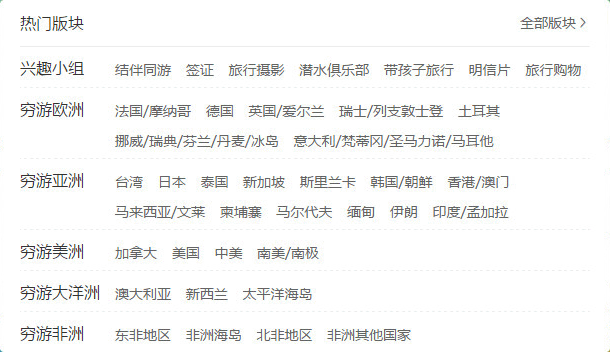 热门版块 全部版块 >
兴趣小组 结伴同游 签证 旅行摄影 潜水俱乐部 带孩子旅行 明信片 旅行购物
穷游欧洲 法国/摩纳哥 德国 英国/爱尔兰 瑞士/列支敦士登 土耳其
挪威/瑞典/芬兰/丹麦/冰岛 意大利/梵蒂冈/圣马力诺/马耳他
穷游亚洲 台湾 日本 泰国 新加坡 斯里兰卡 韩国/朝鲜 香港/澳门
马来西亚/文莱 柬埔寨 马尔代夫 缅甸 伊朗 印度/孟加拉
穷游美洲 加拿大 美国 中美 南美/南极
穷游大洋洲 澳大利亚 新西兰 太平洋海岛
穷游非洲 东非地区 非洲海岛 北非地区 非洲其他国家